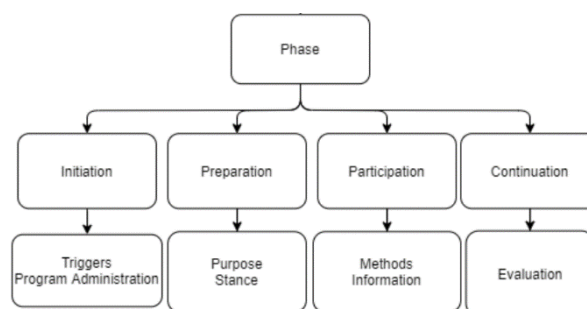 Phase
Initiation
Preparation
Participation
Continuation
Triggers
Program Administration
Purpose
Stance
Methods
Information
Evaluation